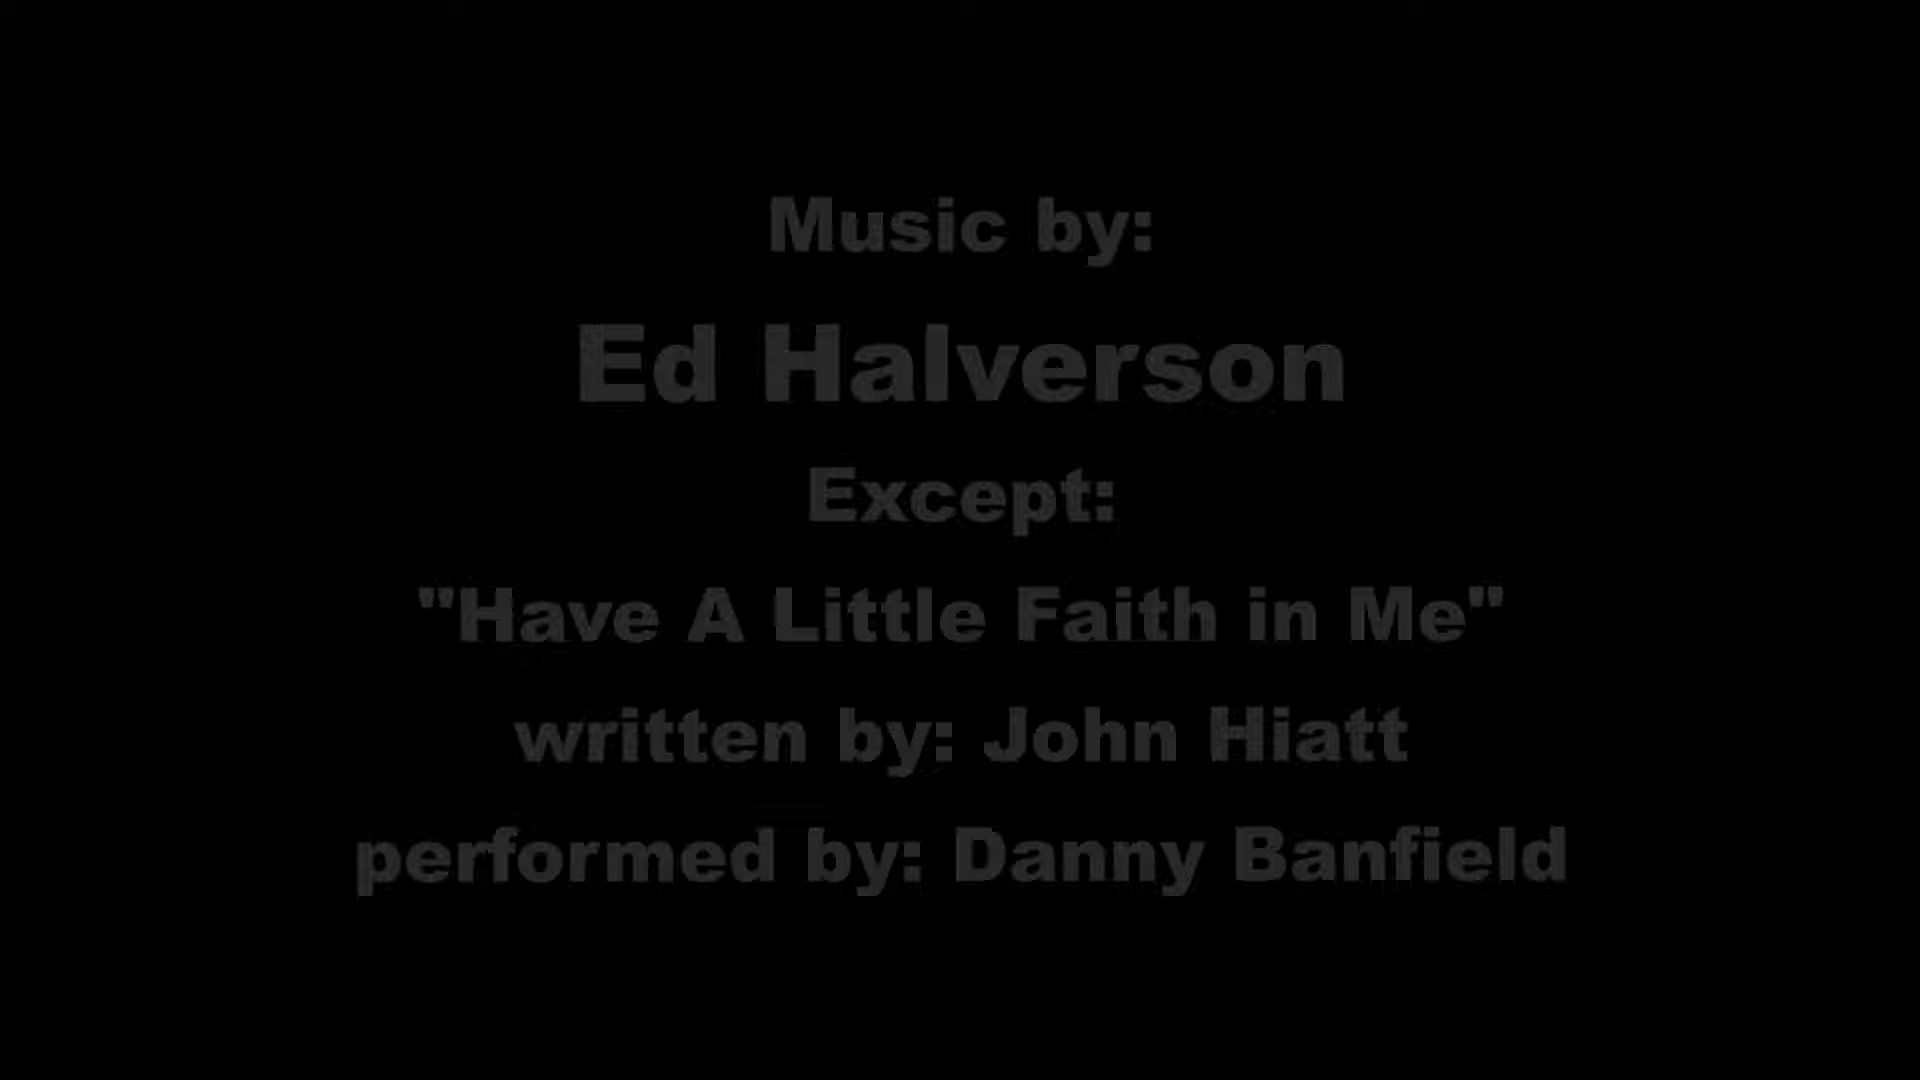 Music by:
Ed Halverson
Except:
"Have A Little Faith in Me"
written by: John Hiatt
performed by: Danny Banfield